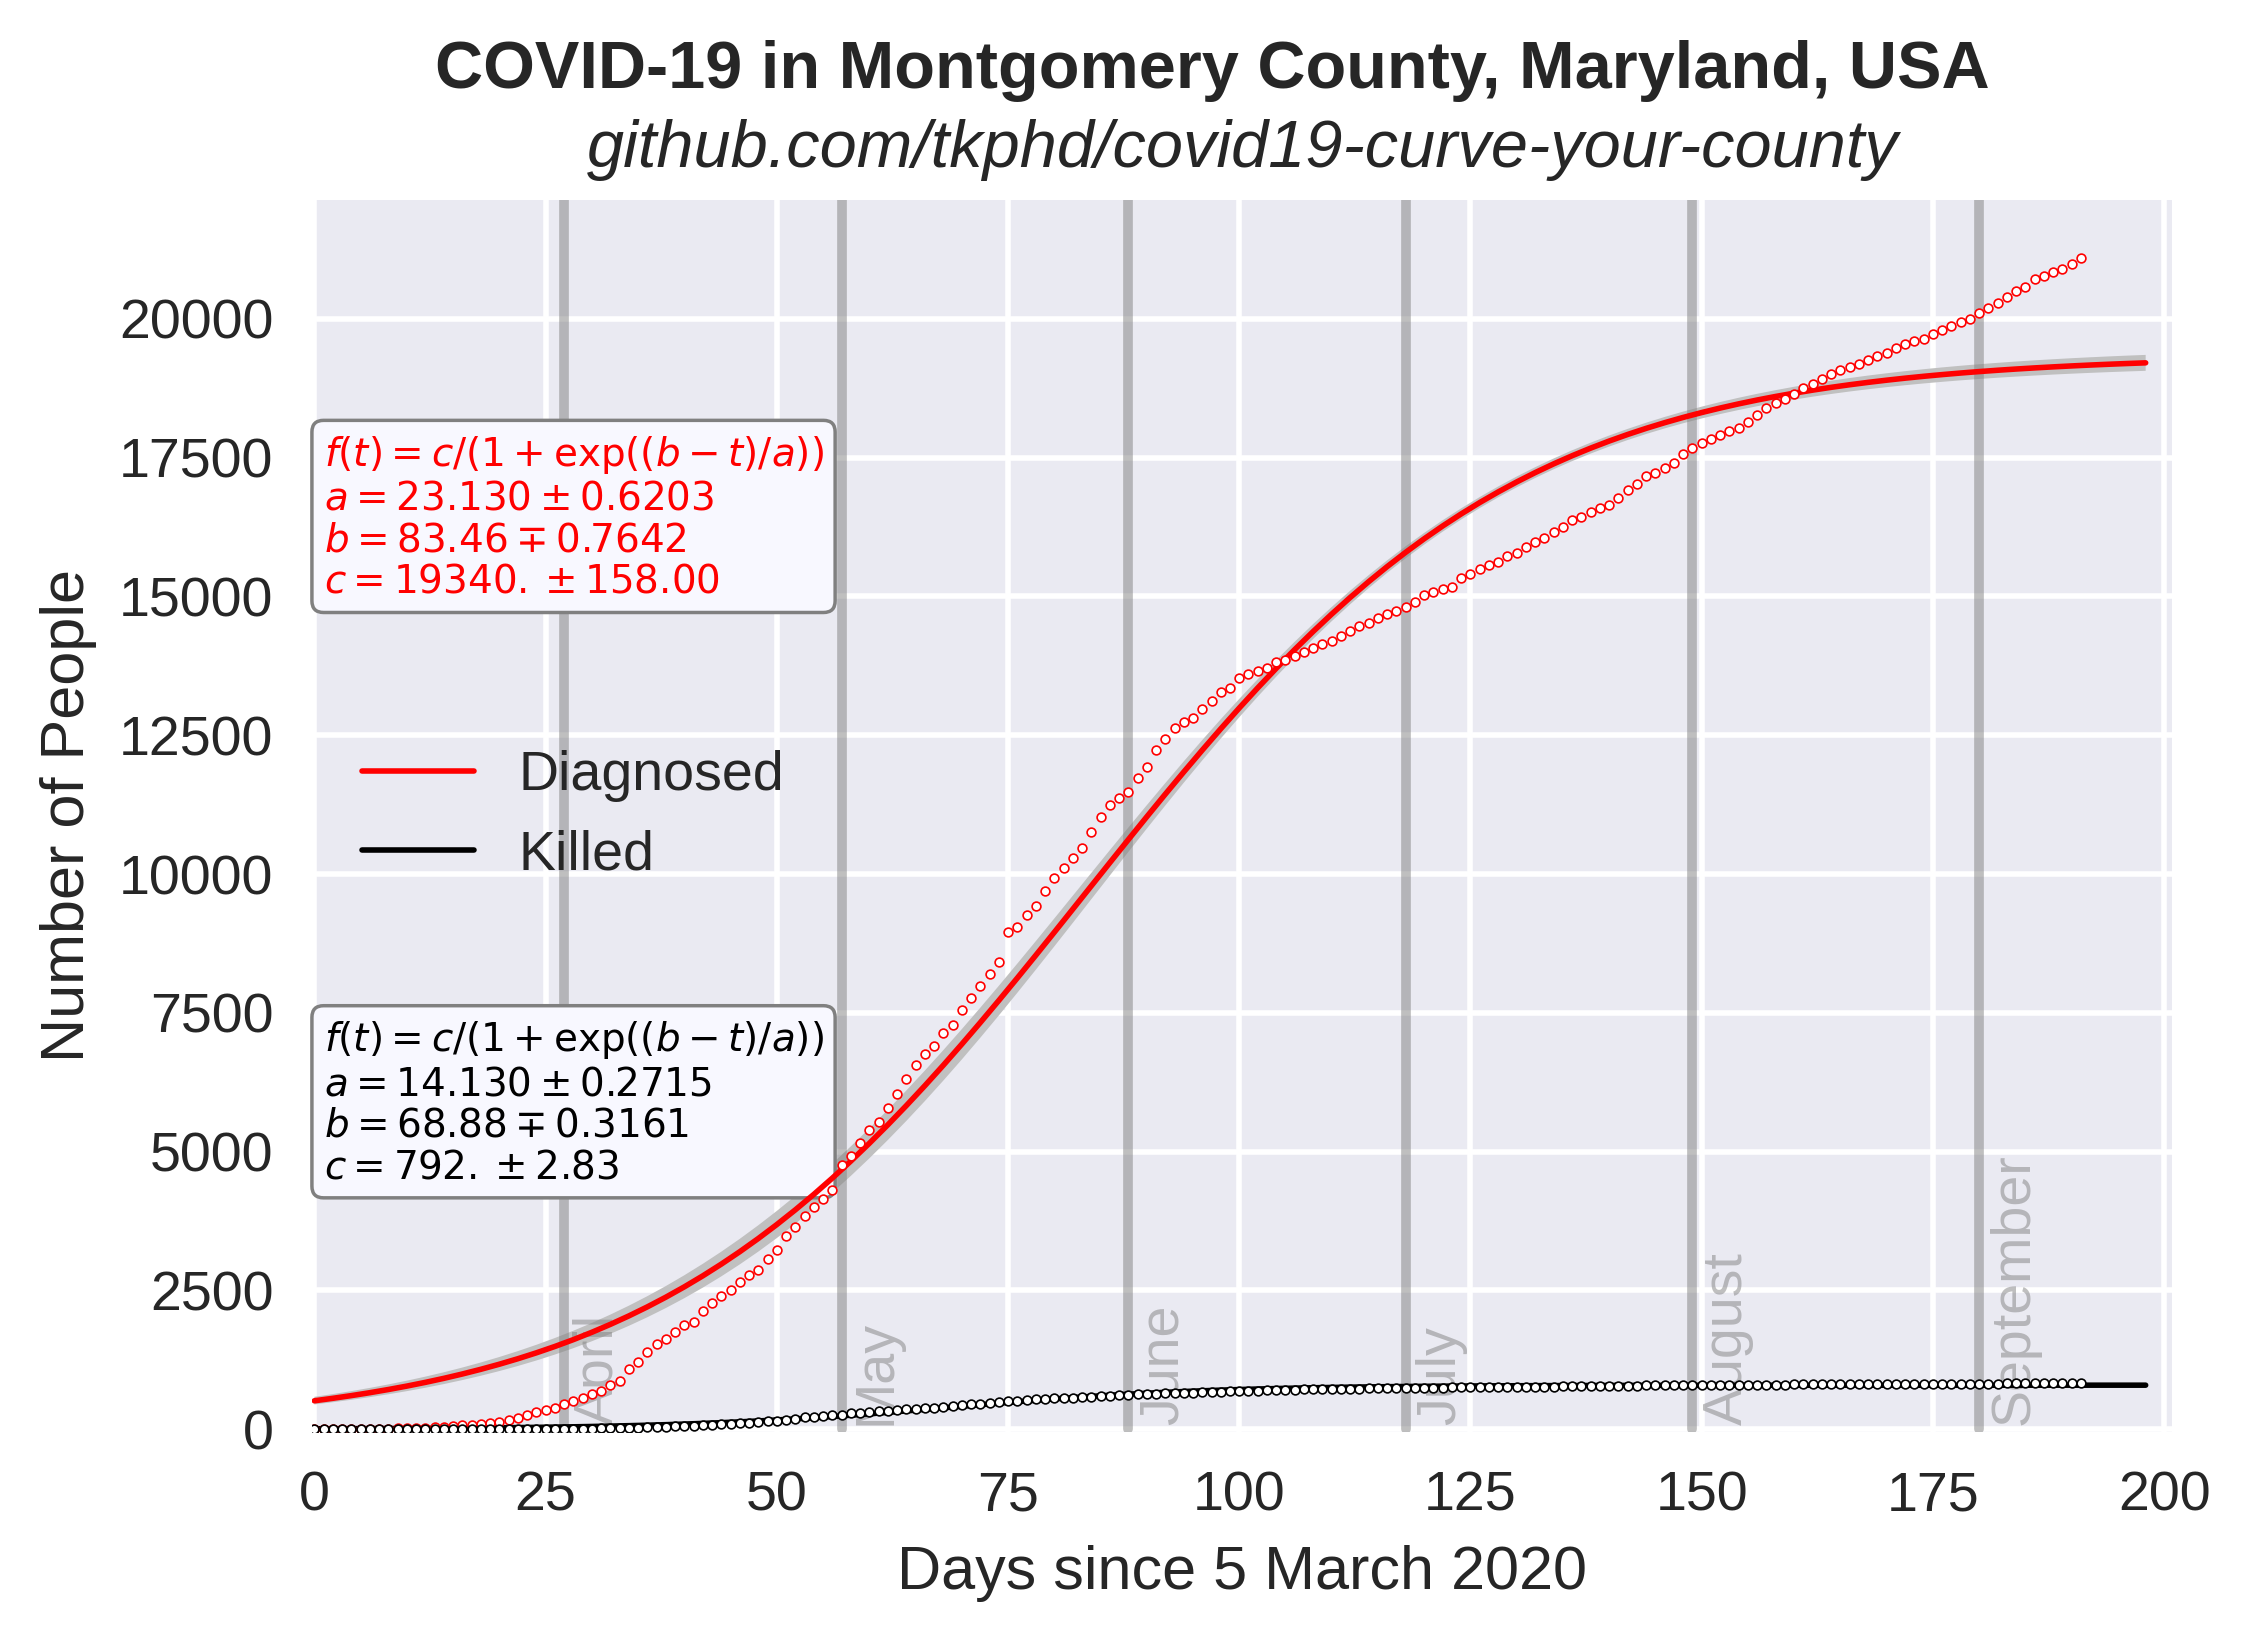 COVID-19 in Montgomery County, Maryland, USA
github.com/tkphd/covid19-curve-your-county
Number of People
20000
17500
15000
12500
10000
7500
5000
2500
0
f(t) = c/(1 + exp((b − t)/a))
a = 23.130 ± 0.6203
b = 83.46 ∓ 0.7642
c = 19340. ± 158.00
Diagnosed
Killed
f(t) = c/(1 + exp((b − t)/a))
a = 14.130 ± 0.2715
b = 68.88 ∓ 0.3161
c = 792. ± 2.83
April
May
June
July
August
September
0 25 50 75 100 125 150 175 200
Days since 5 March 2020